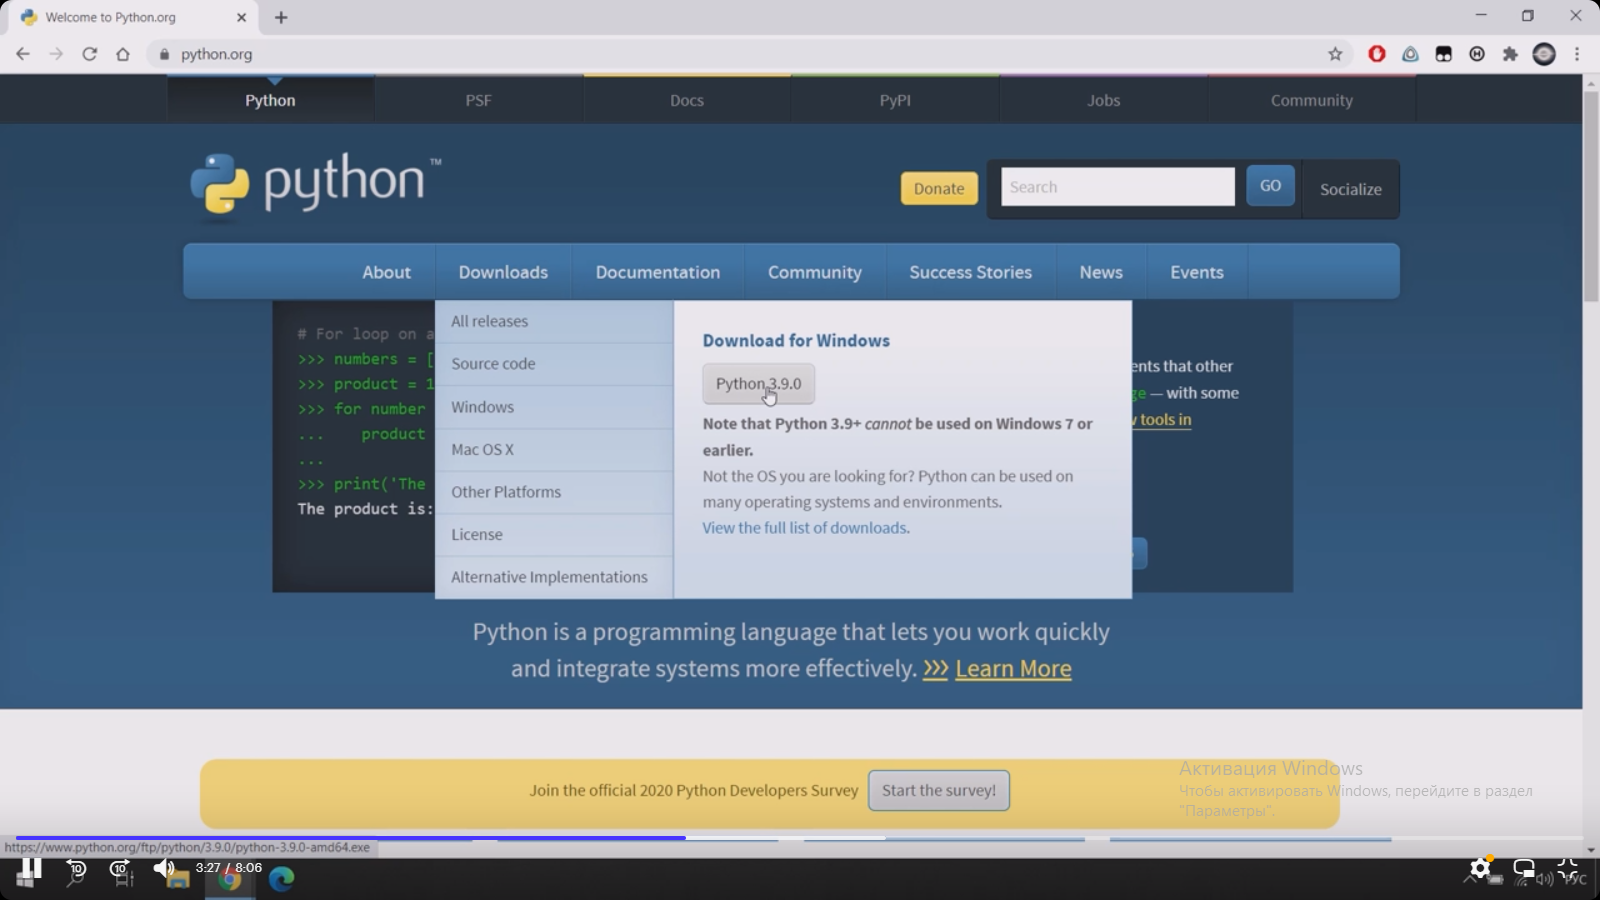 Welcome to Python.org
python.org
Python
PSF
Docs
PyPI
Jobs
Community
python™
Donate
Search
GO
Socialize
About
Downloads
Documentation
Community
Success Stories
News
Events
# For loop on a
>>> numbers = [
>>> product = 1
>>> for number
... product
...
>>> print('The
The product is:
All releases
Source code
Windows
Mac OS X
Other Platforms
License
Alternative Implementations
Download for Windows
Python 3.9.0
Note that Python 3.9+ cannot be used on Windows 7 or
earlier.
Not the OS you are looking for? Python can be used on
many operating systems and environments.
View the full list of downloads.
ents that other
ge — with some
tools in
Python is a programming language that lets you work quickly
and integrate systems more effectively. >>> Learn More
Join the official 2020 Python Developers Survey
Start the survey!
Активация Windows
Чтобы активировать Windows, перейдите в раздел
"Параметры".
https://www.python.org/ftp/python/3.9.0/python-3.9.0-amd64.exe
10
10
3:27 / 8:06
РУС